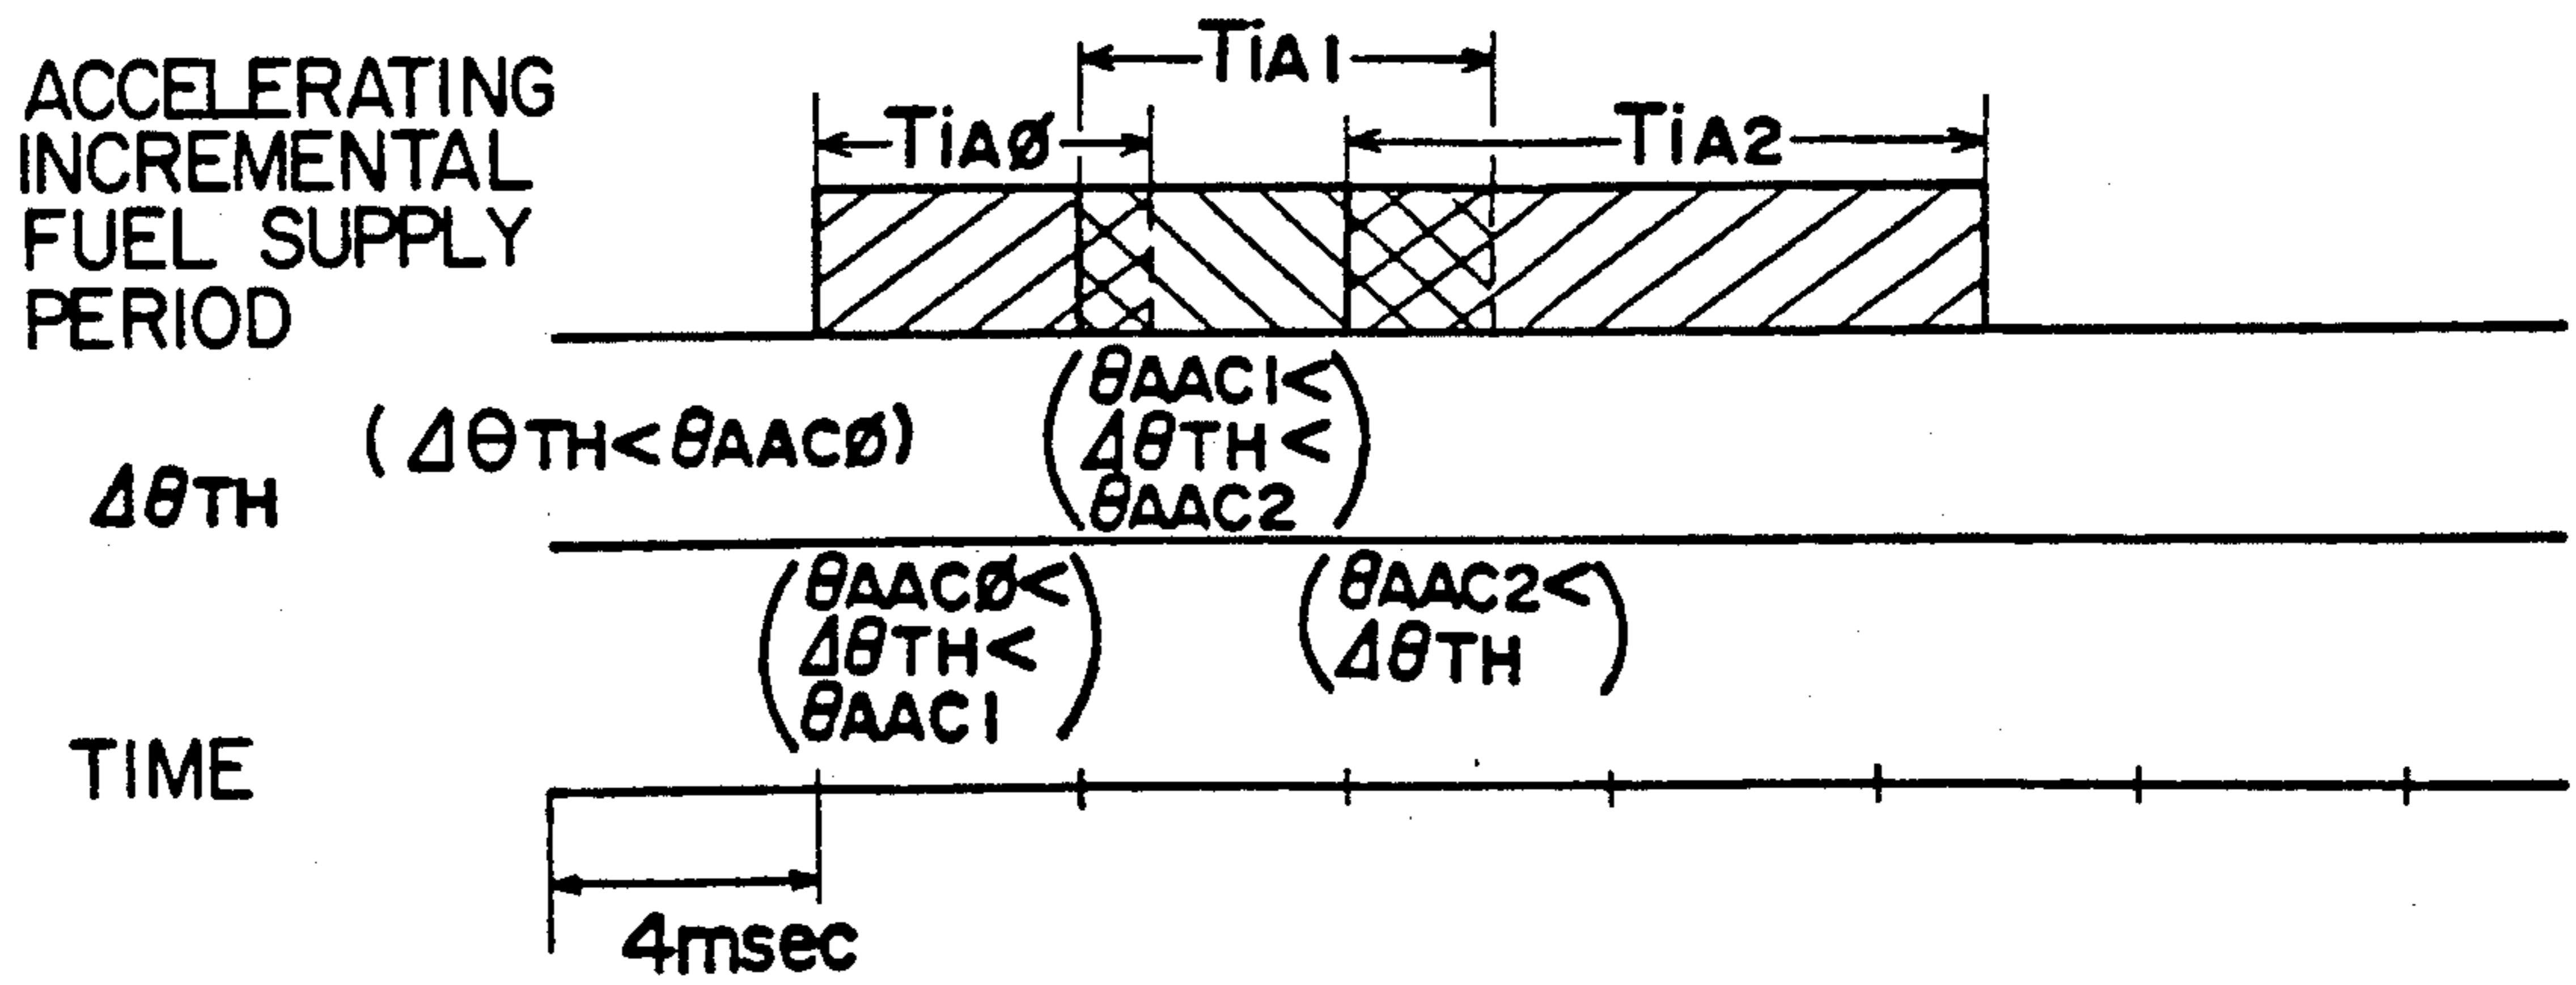 TiA1
TiAØ
TiA2
ACCELERATING
INCREMENTAL
FUEL SUPPLY
PERIOD
ΔθTH
(ΔθTH<θAACØ)
(θAAC1<
ΔθTH<
θAAC2)
(θAACØ<
ΔθTH<
θAAC1)
(θAAC2<
ΔθTH)
TIME
4msec